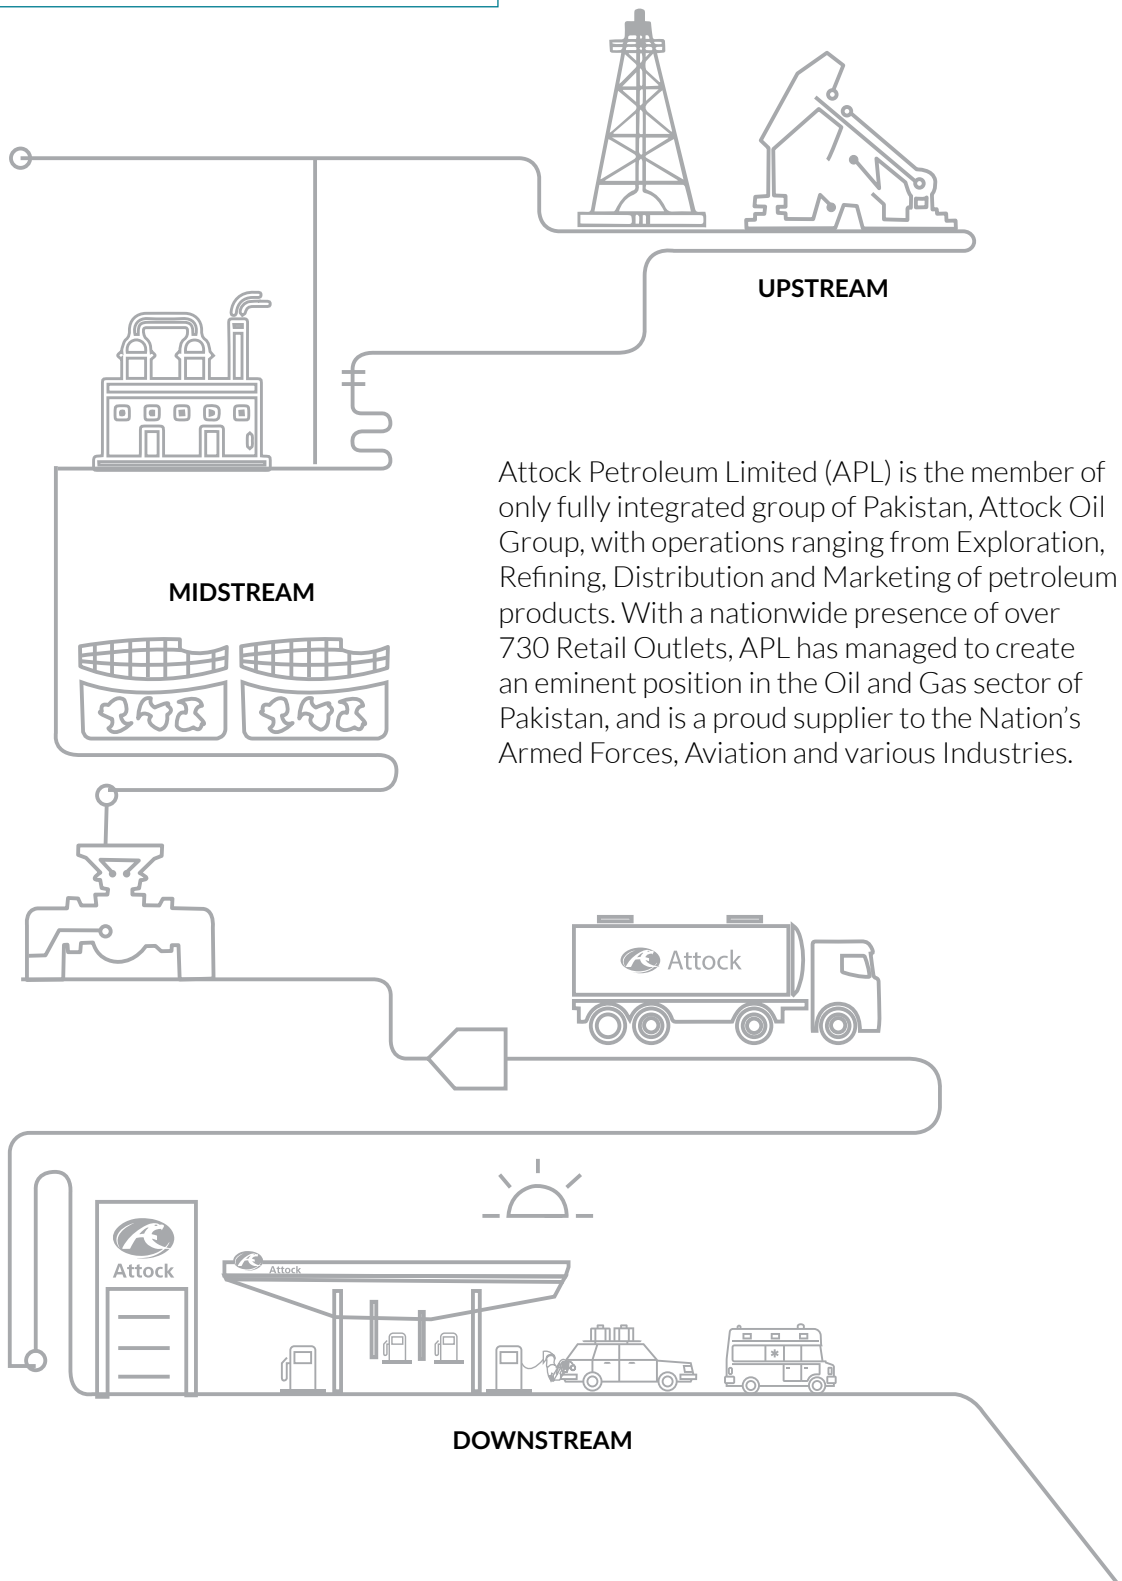 UPSTREAM
Attock Petroleum Limited (APL) is the member of
only fully integrated group of Pakistan, Attock Oil
Group, with operations ranging from Exploration,
Refining, Distribution and Marketing of petroleum
products. With a nationwide presence of over
730 Retail Outlets, APL has managed to create
an eminent position in the Oil and Gas sector of
Pakistan, and is a proud supplier to the Nation’s
Armed Forces, Aviation and various Industries.
MIDSTREAM
Attock
Attock
Attock
DOWNSTREAM